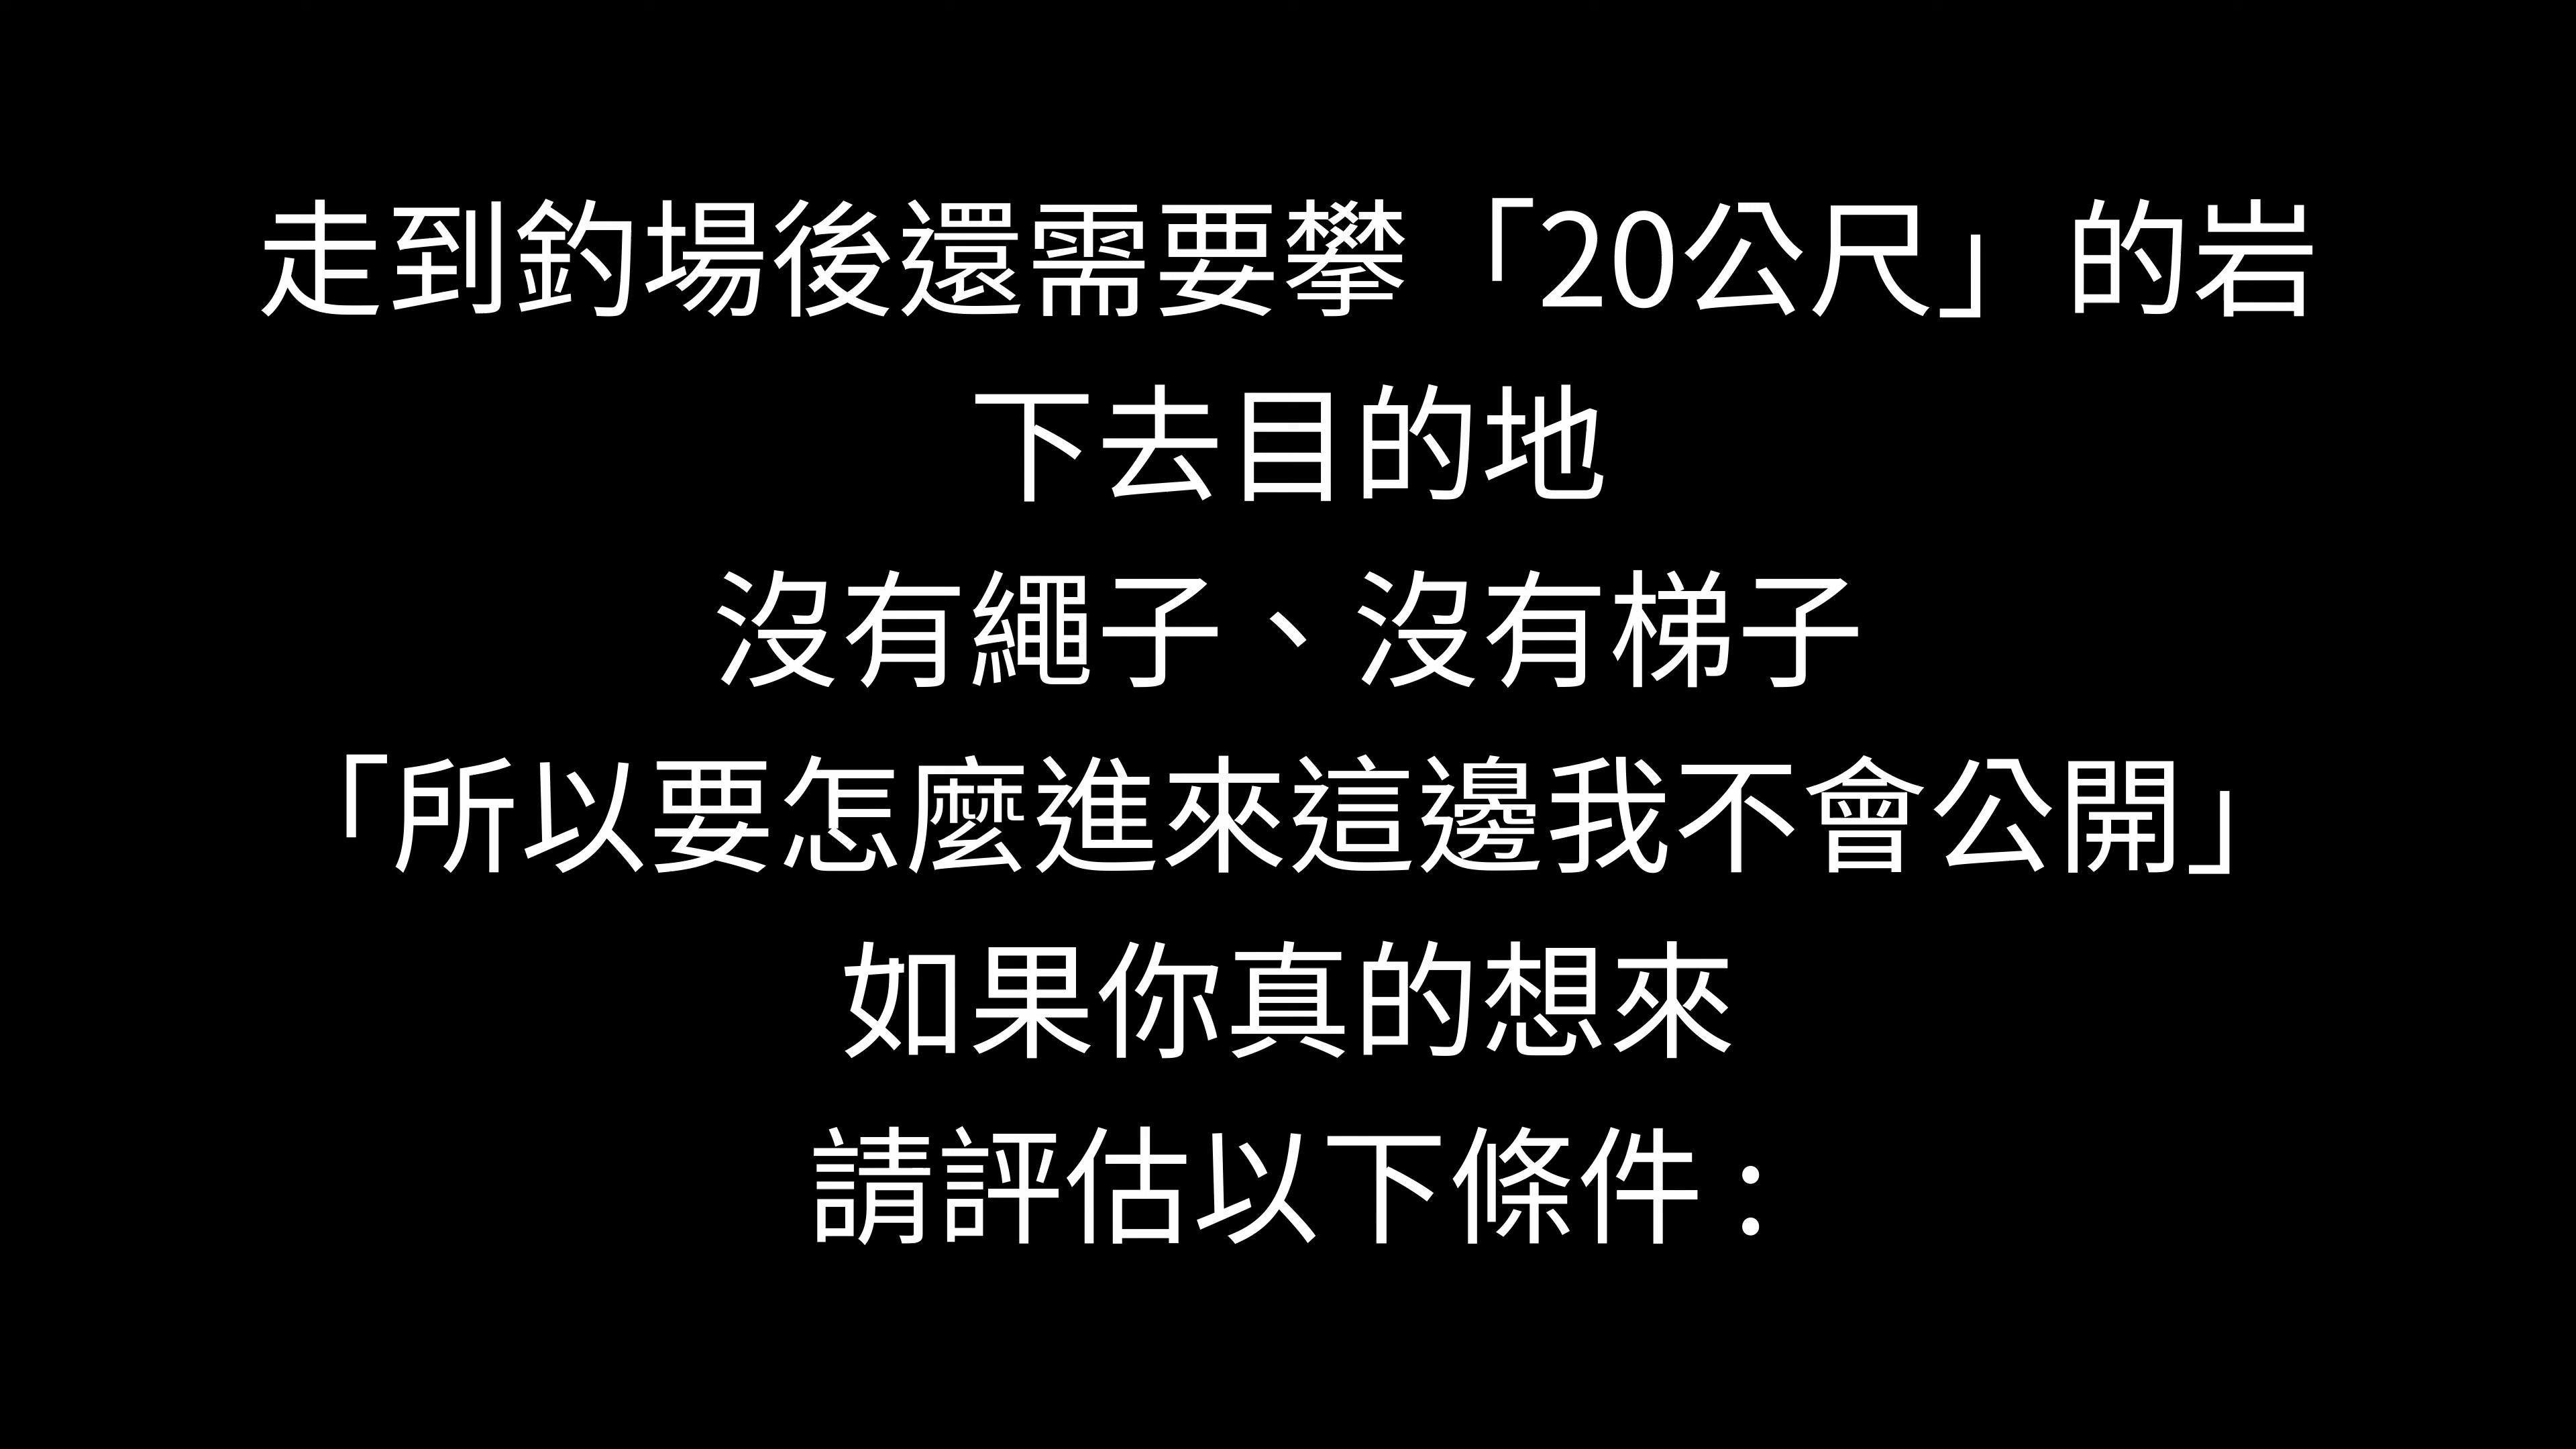 走到釣場後還需要攀「20公尺」的岩
下去目的地
沒有繩子、沒有梯子
「所以要怎麼進來這邊我不會公開」
如果你真的想來
請評估以下條件：